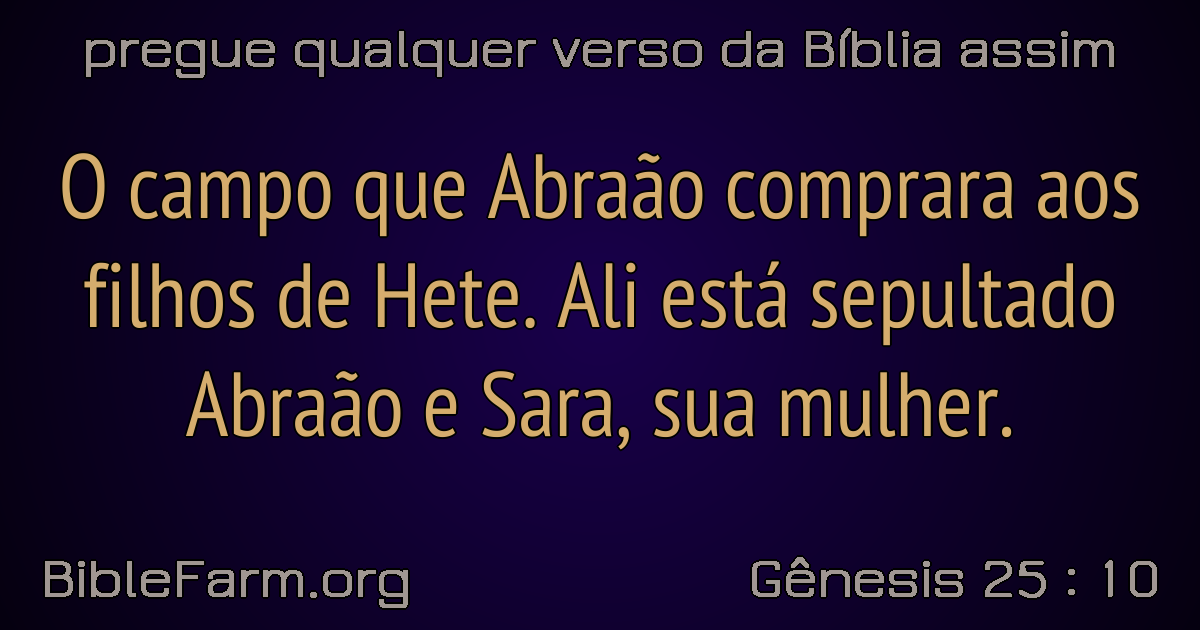 pregue qualquer verso da Bíblia assim
O campo que Abraão comprara aos
filhos de Hete. Ali está sepultado
Abraão e Sara, sua mulher.
BibleFarm.org
Gênesis 25 : 10